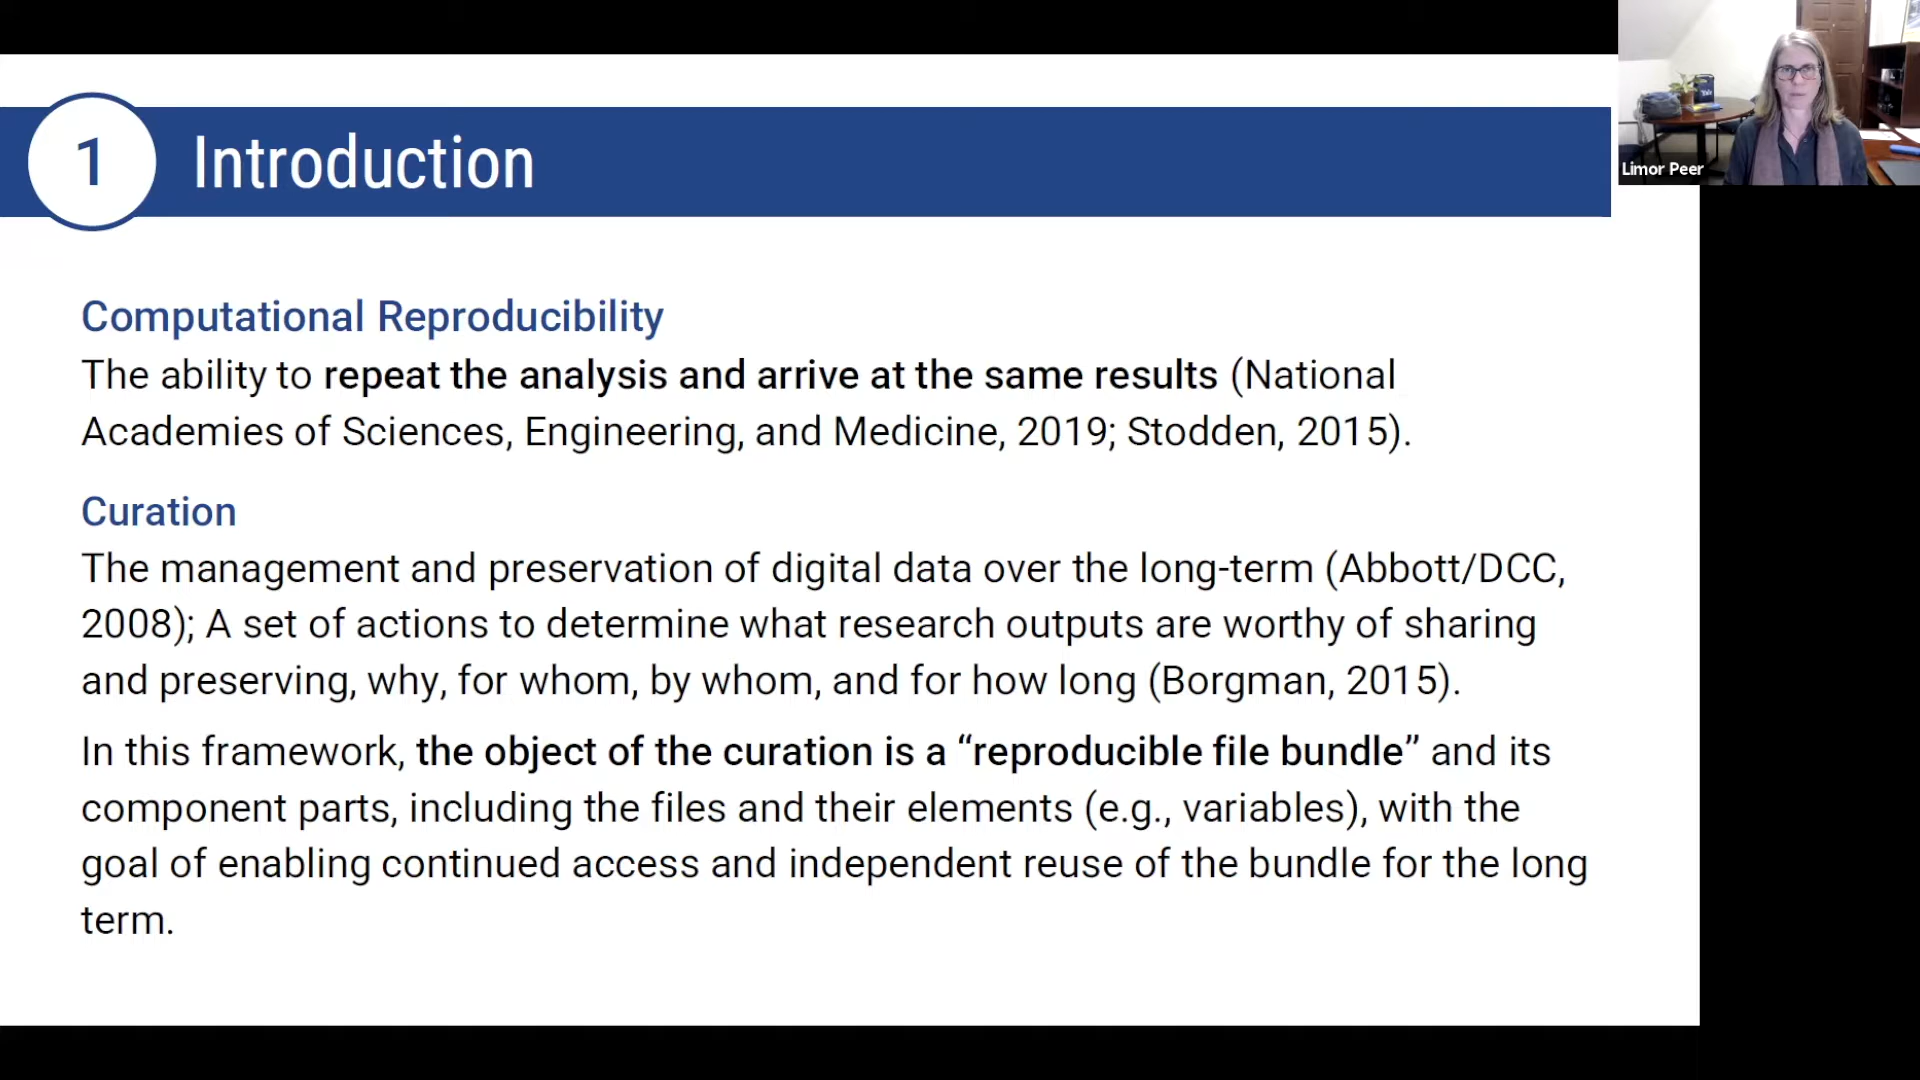 1 Introduction
Limor Peer
Computational Reproducibility
The ability to repeat the analysis and arrive at the same results (National
Academies of Sciences, Engineering, and Medicine, 2019; Stodden, 2015).
Curation
The management and preservation of digital data over the long-term (Abbott/DCC,
2008); A set of actions to determine what research outputs are worthy of sharing
and preserving, why, for whom, by whom, and for how long (Borgman, 2015).
In this framework, the object of the curation is a “reproducible file bundle” and its
component parts, including the files and their elements (e.g., variables), with the
goal of enabling continued access and independent reuse of the bundle for the long
term.